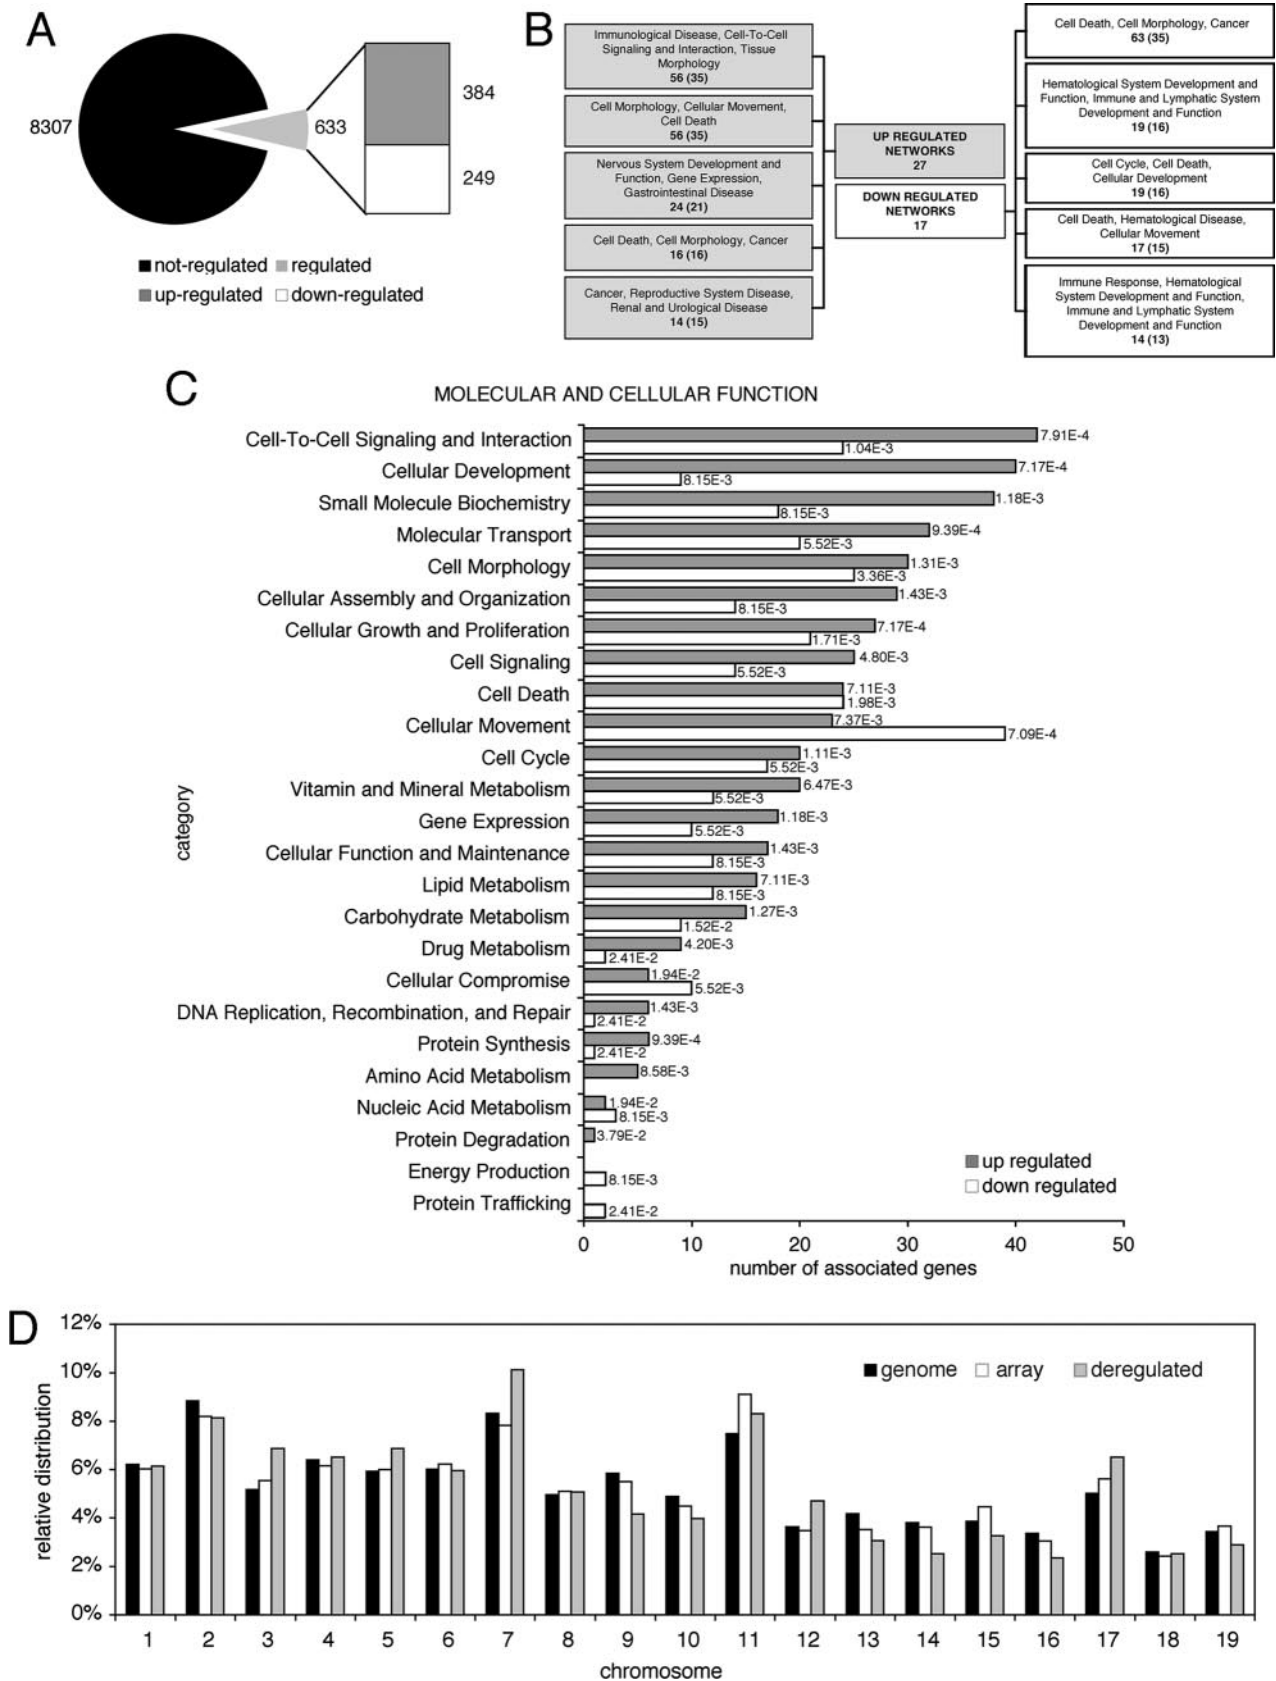 A
8307
633
384
249
not-regulated
regulated
up-regulated
down-regulated
B
Immunological Disease, Cell-To-Cell
Signaling and Interaction, Tissue
Morphology
56 (35)
Cell Morphology, Cellular Movement,
Cell Death
56 (35)
Nervous System Development and
Function, Gene Expression,
Gastrointestinal Disease
24 (21)
Cell Death, Cell Morphology, Cancer
16 (16)
Cancer, Reproductive System Disease,
Renal and Urological Disease
14 (15)
UP REGULATED
NETWORKS
27
DOWN REGULATED
NETWORKS
17
Cell Death, Cell Morphology, Cancer
63 (35)
Hematological System Development and
Function, Immune and Lymphatic System
Development and Function
19 (16)
Cell Cycle, Cell Death,
Cellular Development
19 (16)
Cell Death, Hematological Disease,
Cellular Movement
17 (15)
Immune Response, Hematological
System Development and Function,
Immune and Lymphatic System
Development and Function
14 (13)
C
MOLECULAR AND CELLULAR FUNCTION
category
Cell-To-Cell Signaling and Interaction
7.91E-4
1.04E-3
Cellular Development
7.17E-4
8.15E-3
Small Molecule Biochemistry
1.18E-3
8.15E-3
Molecular Transport
9.39E-4
5.52E-3
Cell Morphology
1.31E-3
3.36E-3
Cellular Assembly and Organization
1.43E-3
8.15E-3
Cellular Growth and Proliferation
7.17E-4
1.71E-3
Cell Signaling
4.80E-3
5.52E-3
Cell Death
7.11E-3
1.98E-3
Cellular Movement
7.37E-3
7.09E-4
Cell Cycle
1.11E-3
5.52E-3
Vitamin and Mineral Metabolism
6.47E-3
5.52E-3
Gene Expression
1.18E-3
5.52E-3
Cellular Function and Maintenance
1.43E-3
8.15E-3
Lipid Metabolism
7.11E-3
8.15E-3
Carbohydrate Metabolism
1.27E-3
1.52E-2
Drug Metabolism
4.20E-3
2.41E-2
Cellular Compromise
1.94E-2
5.52E-3
DNA Replication, Recombination, and Repair
1.43E-3
2.41E-2
Protein Synthesis
9.39E-4
2.41E-2
Amino Acid Metabolism
8.58E-3
Nucleic Acid Metabolism
1.94E-2
8.15E-3
Protein Degradation
3.79E-2
Energy Production
8.15E-3
Protein Trafficking
2.41E-2
up regulated
down regulated
0 10 20 30 40 50
number of associated genes
D
12%
10%
8%
6%
4%
2%
0%
relative distribution
genome array deregulated
1 2 3 4 5 6 7 8 9 10 11 12 13 14 15 16 17 18 19
chromosome